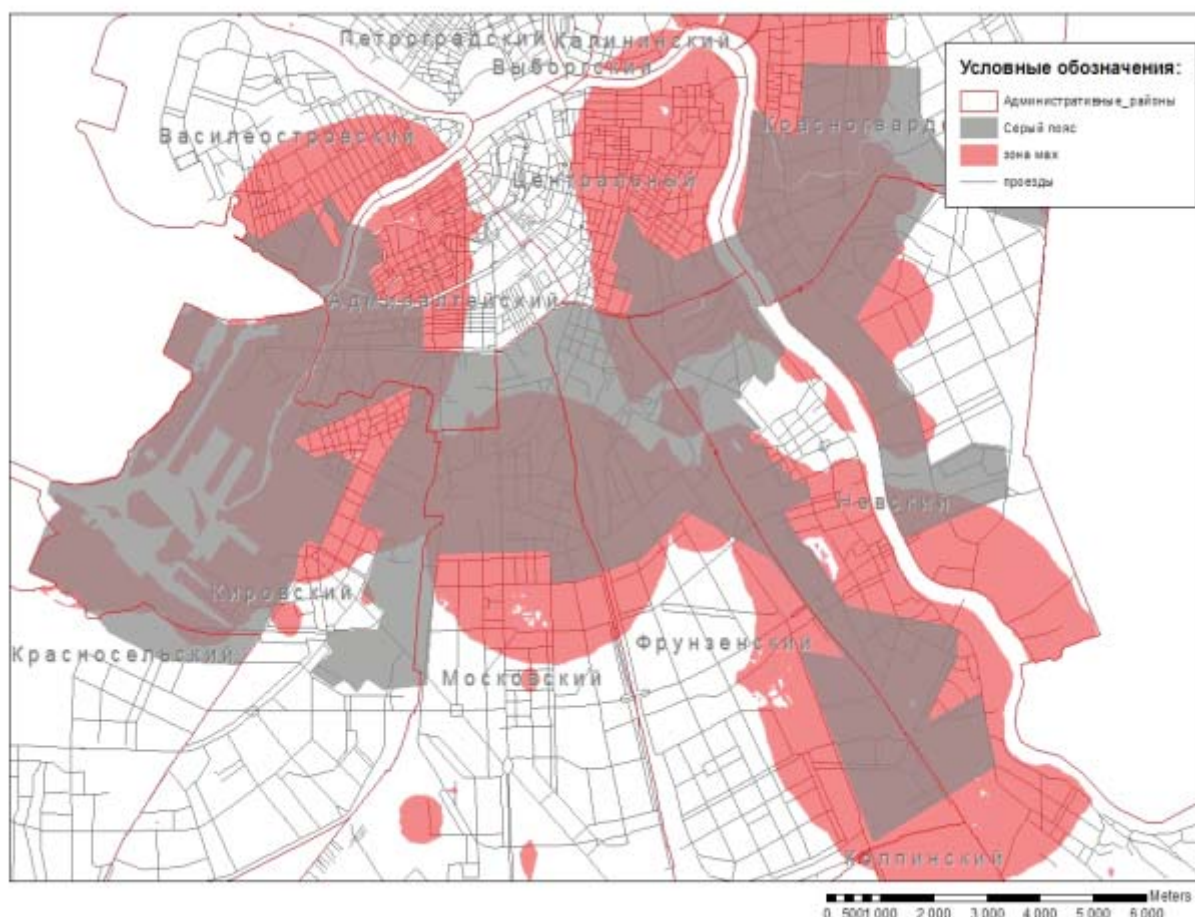 Петроградский
Калининский
Выборгский
Василеостровский
Красногварде
Центральный
Адмиралтейский
Невский
Кировский
Красносельский
Московский
Фрунзенский
Колпинский
Условные обозначения:
Административные_районы
Серый пояс
зона мах
проезды
Meters
0 500 1 000 2 000 3 000 4 000 5 000 6 000